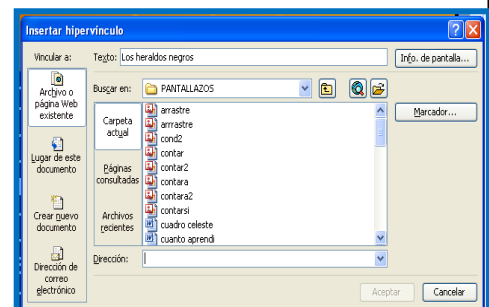 Insertar hipervínculo
Vincular a:
Texto: Los heraldos negros
Info. de pantalla...
Archivo o
página Web
existente
Buscar en:
PANTALLAZOS
Marcador...
Carpeta
actual
arrastre
arrrastre
cond2
contar
contar2
contara
contara2
contarsi
cuadro celeste
cuanto aprendi
Lugar de este
documento
Páginas
consultadas
Crear nuevo
documento
Archivos
recientes
Dirección de
correo
electrónico
Dirección:
Aceptar
Cancelar